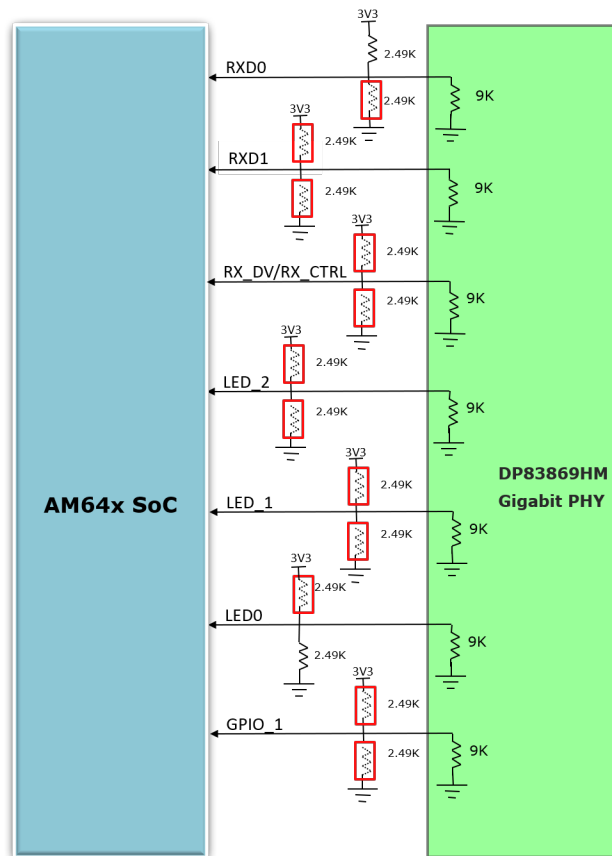 3V3
2.49K
RXD0
2.49K
9K
3V3
2.49K
RXD1
2.49K
9K
3V3
2.49K
RX_DV/RX_CTRL
2.49K
9K
3V3
2.49K
LED_2
2.49K
9K
3V3
2.49K
AM64x SoC
LED_1
2.49K
9K
DP83869HM
Gigabit PHY
3V3
2.49K
LED0
2.49K
9K
3V3
2.49K
GPIO_1
2.49K
9K